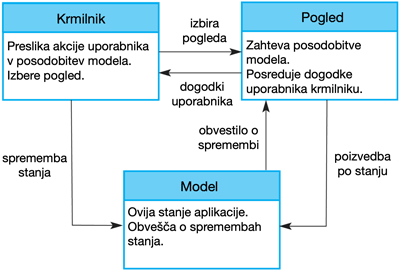 Krmilnik
Preslika akcije uporabnika
v posodobitev modela.
Izbere pogled.
izbira
pogleda
Pogled
Zahteva posodobitve
modela.
Posreduje dogodke
uporabnika krmilniku.
dogodki
uporabnika
sprememba
stanja
obvestilo o
spremembi
poizvedba
po stanju
Model
Ovija stanje aplikacije.
Obvešča o spremembah
stanja.